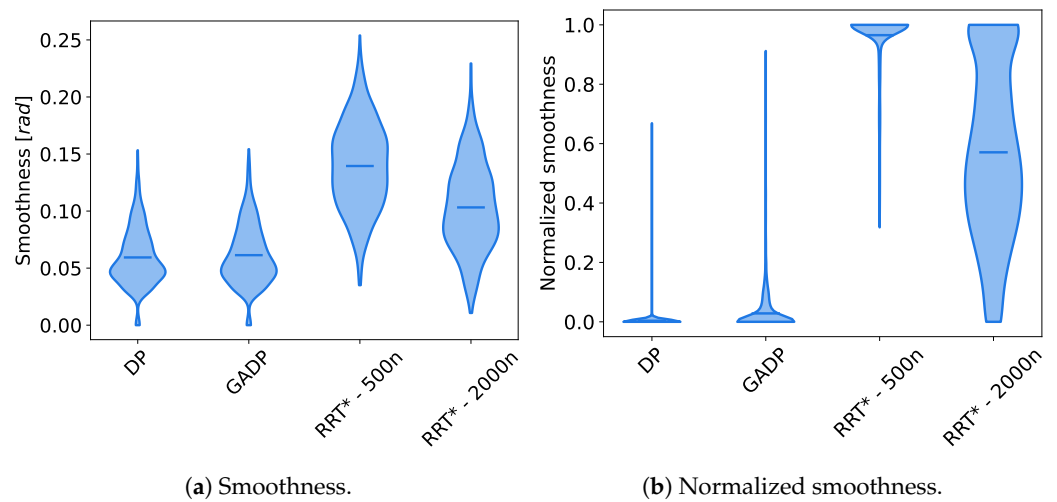 Smoothness [rad]
0.25
0.20
0.15
0.10
0.05
0.00
DP
GADP
RRT* - 500n
RRT* - 2000n
(a) Smoothness.
Normalized smoothness
1.0
0.8
0.6
0.4
0.2
0.0
DP
GADP
RRT* - 500n
RRT* - 2000n
(b) Normalized smoothness.